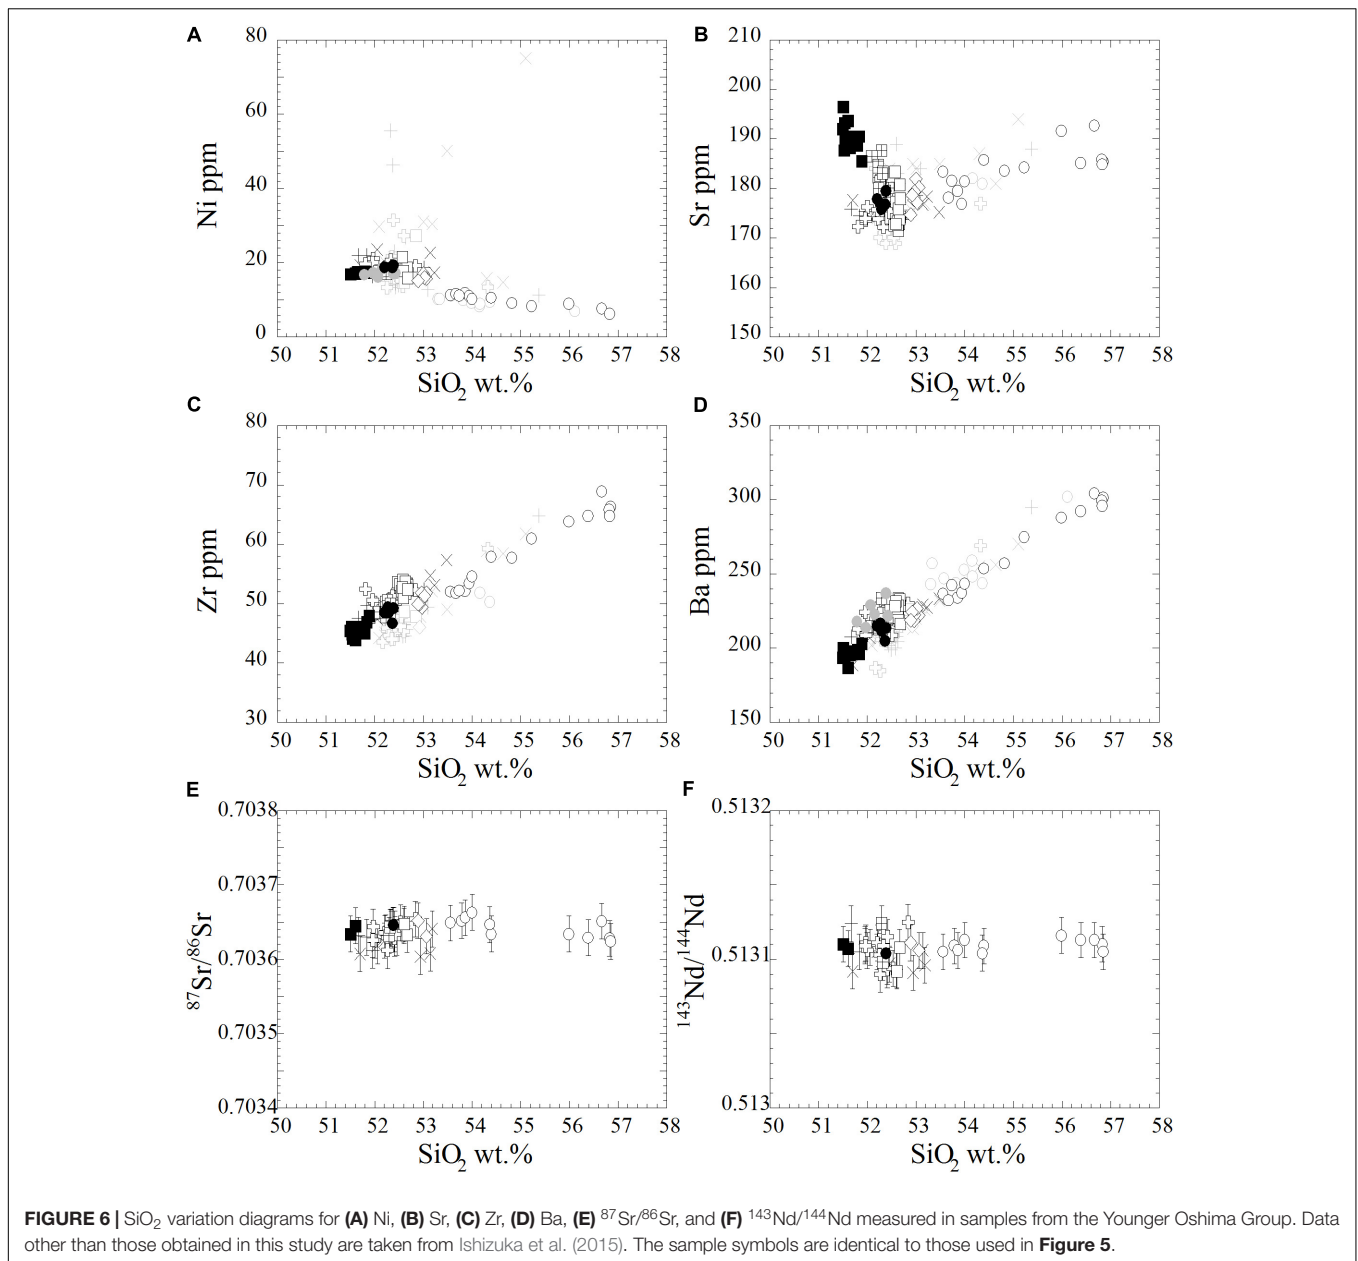 A
Ni ppm
80
60
40
20
0
50 51 52 53 54 55 56 57 58
SiO2 wt.%
B
Sr ppm
210
200
190
180
170
160
150
50 51 52 53 54 55 56 57 58
SiO2 wt.%
C
Zr ppm
80
70
60
50
40
30
50 51 52 53 54 55 56 57 58
SiO2 wt.%
D
Ba ppm
350
300
250
200
150
50 51 52 53 54 55 56 57 58
SiO2 wt.%
E
87Sr/86Sr
0.7038
0.7037
0.7036
0.7035
0.7034
50 51 52 53 54 55 56 57 58
SiO2 wt.%
F
143Nd/144Nd
0.5132
0.5131
0.513
50 51 52 53 54 55 56 57 58
SiO2 wt.%
FIGURE 6 | SiO2 variation diagrams for (A) Ni, (B) Sr, (C) Zr, (D) Ba, (E) 87Sr/86Sr, and (F) 143Nd/144Nd measured in samples from the Younger Oshima Group. Data
other than those obtained in this study are taken from Ishizuka et al. (2015). The sample symbols are identical to those used in Figure 5.